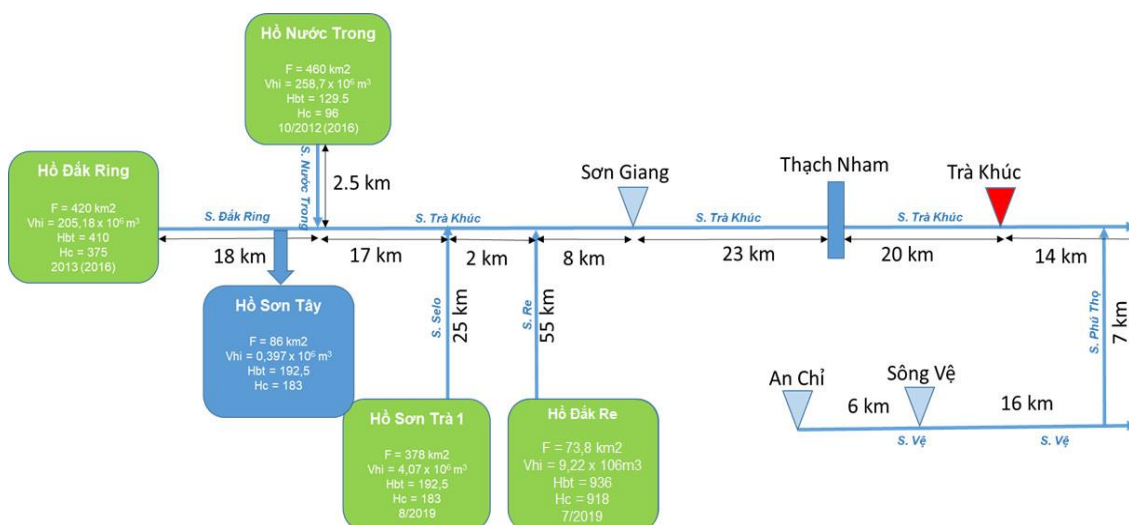 Hồ Nước Trong
F = 460 km2
Vhi = 258,7 x 10⁶ m³
Hbt = 129.5
Hc = 96
10/2012 (2016)
Hồ Đắk Ring
F = 420 km2
Vhi = 205,18 x 10⁶ m³
Hbt = 410
Hc = 375
2013 (2016)
S. Nước Trong
2.5 km
Sơn Giang
Thạch Nham
Trà Khúc
S. Đắk Ring
S. Trà Khúc
S. Trà Khúc
S. Trà Khúc
18 km
17 km
2 km
8 km
23 km
20 km
14 km
Hồ Sơn Tây
F = 86 km2
Vhi = 0,397 x 10⁶ m³
Hbt = 192,5
Hc = 183
S. Selo
25 km
S. Re
55 km
S. Phú Thọ
7 km
An Chỉ
Sông Vệ
6 km
16 km
S. Vệ
S. Vệ
Hồ Sơn Trà 1
F = 378 km2
Vhi = 4,07 x 10⁶ m³
Hbt = 192,5
Hc = 183
8/2019
Hồ Đắk Re
F = 73,8 km2
Vhi = 9,22 x 106m3
Hbt = 936
Hc = 918
7/2019